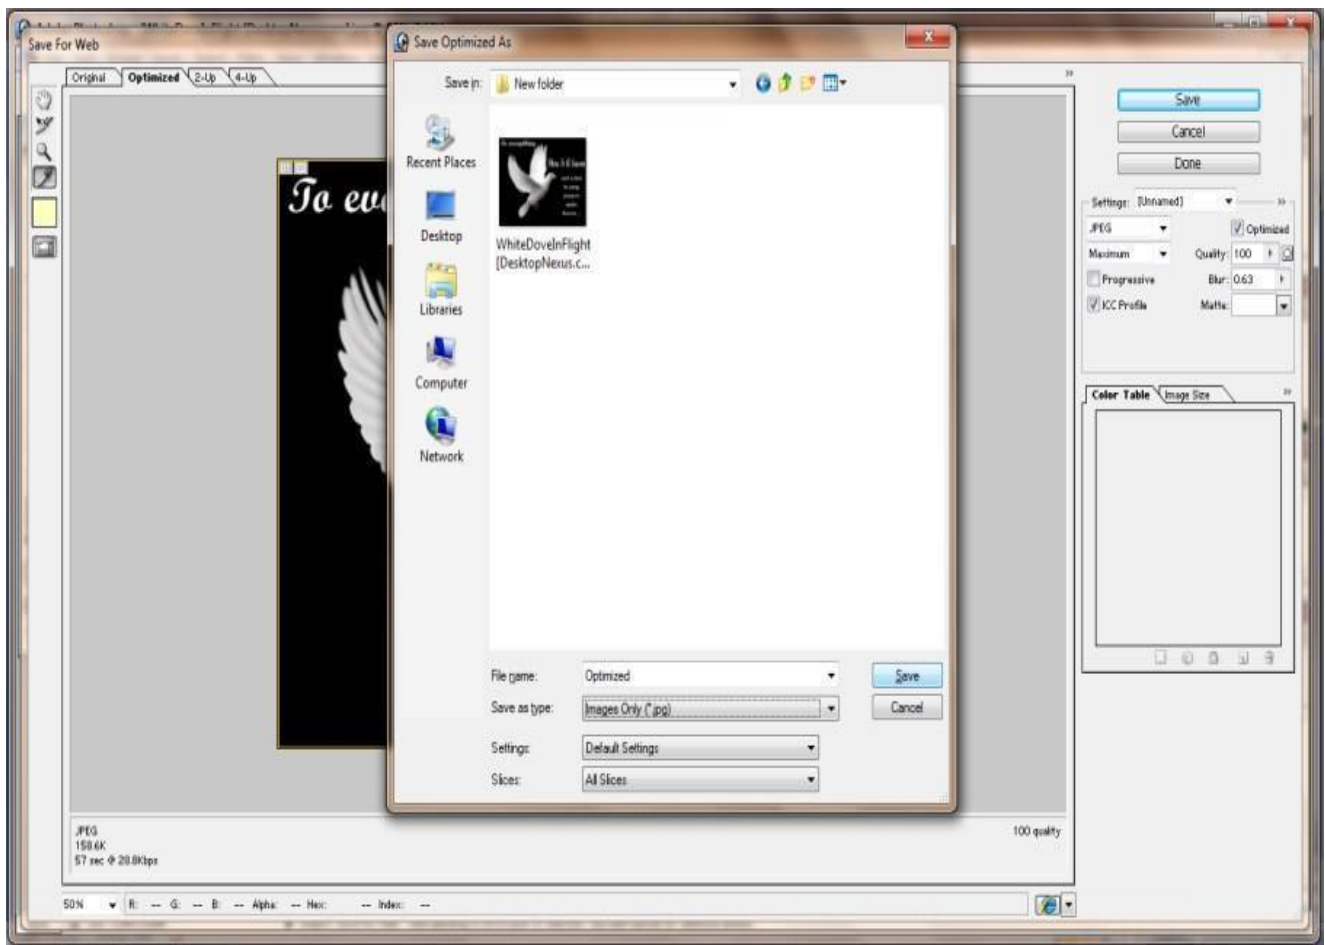 Save For Web
Original
Optimized
2-Up
4-Up
To eve
JPEG
158.6K
57 sec @ 28.8Kbps
100 quality
50%
R: -- G: -- B: -- Alpha: -- Hex: -- Index: --
Save Optimized As
Save in:
New folder
Recent Places
Desktop
Libraries
Computer
Network
WhiteDoveInFlight
[DesktopNexus.c...
File name:
Optimized
Save
Save as type:
Images Only (*.jpg)
Cancel
Settings:
Default Settings
Slices:
All Slices
Save
Cancel
Done
Settings: [Unnamed]
JPEG
Optimized
Maximum
Quality: 100
Progressive
Blur: 0.63
ICC Profile
Matte:
Color Table
Image Size